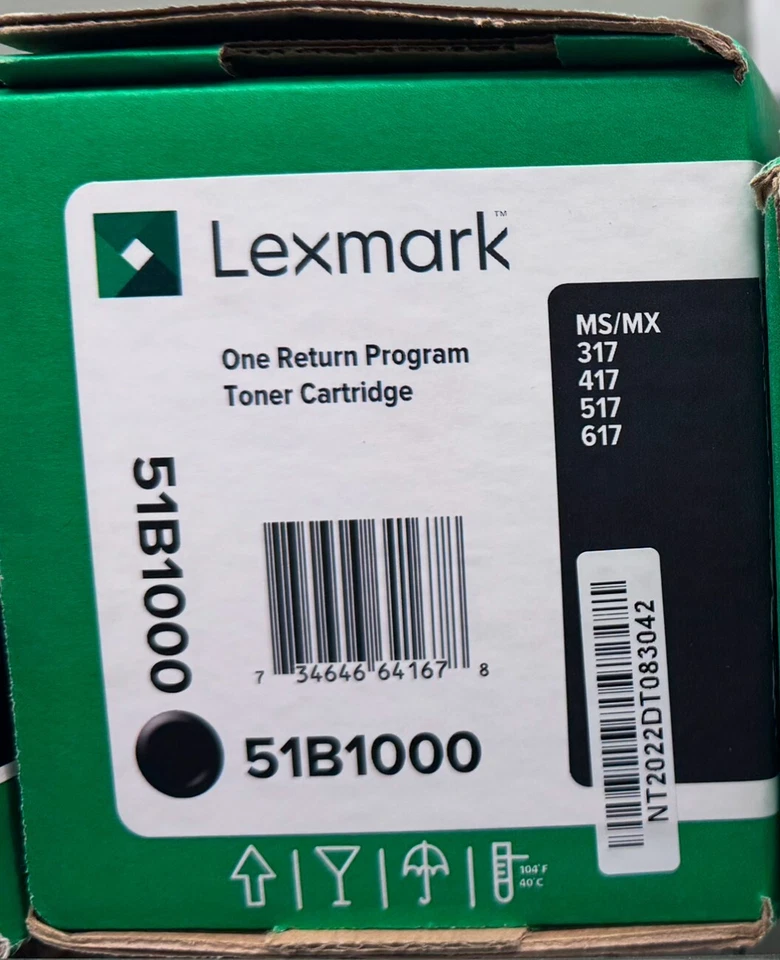 Lexmark™
One Return Program
Toner Cartridge
MS/MX
317
417
517
617
51B1000
7 34646 64167 8
51B1000
NT2022DT083042
104°F
40°C